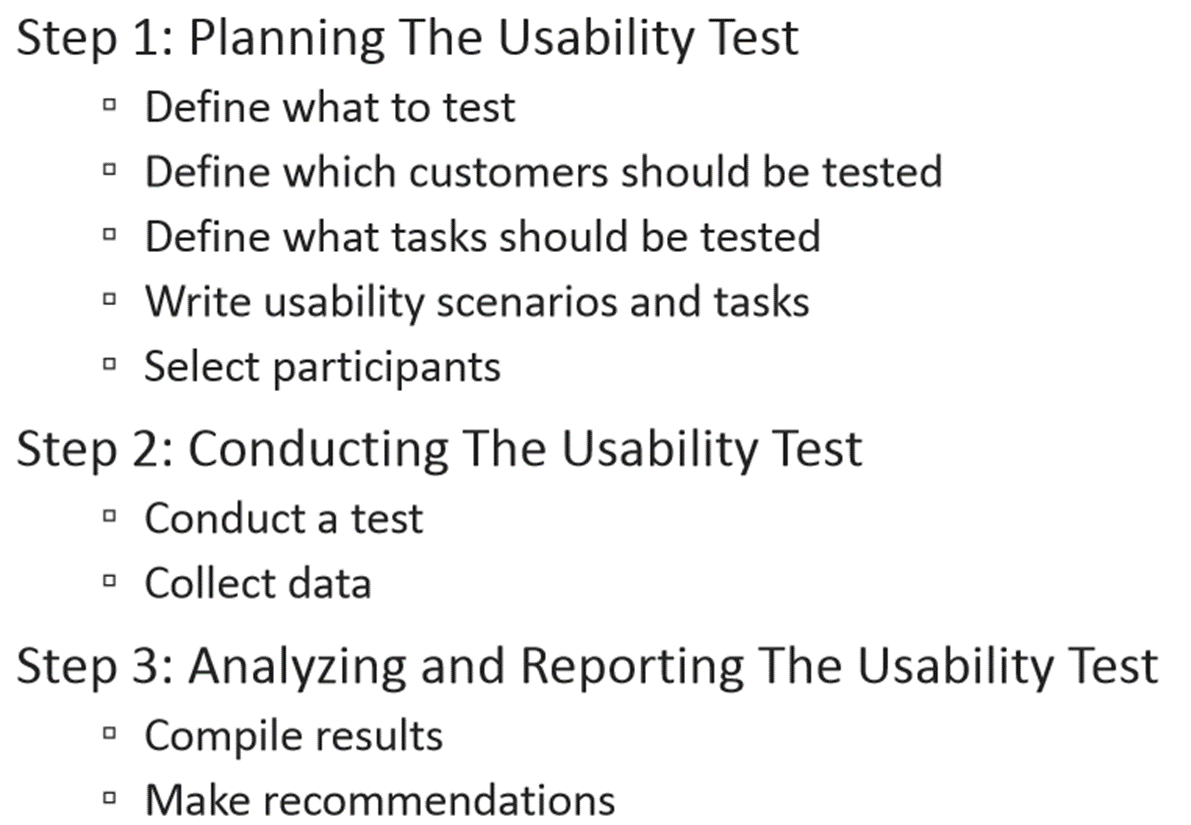 Step 1: Planning The Usability Test
▫ Define what to test
▫ Define which customers should be tested
▫ Define what tasks should be tested
▫ Write usability scenarios and tasks
▫ Select participants
Step 2: Conducting The Usability Test
▫ Conduct a test
▫ Collect data
Step 3: Analyzing and Reporting The Usability Test
▫ Compile results
▫ Make recommendations